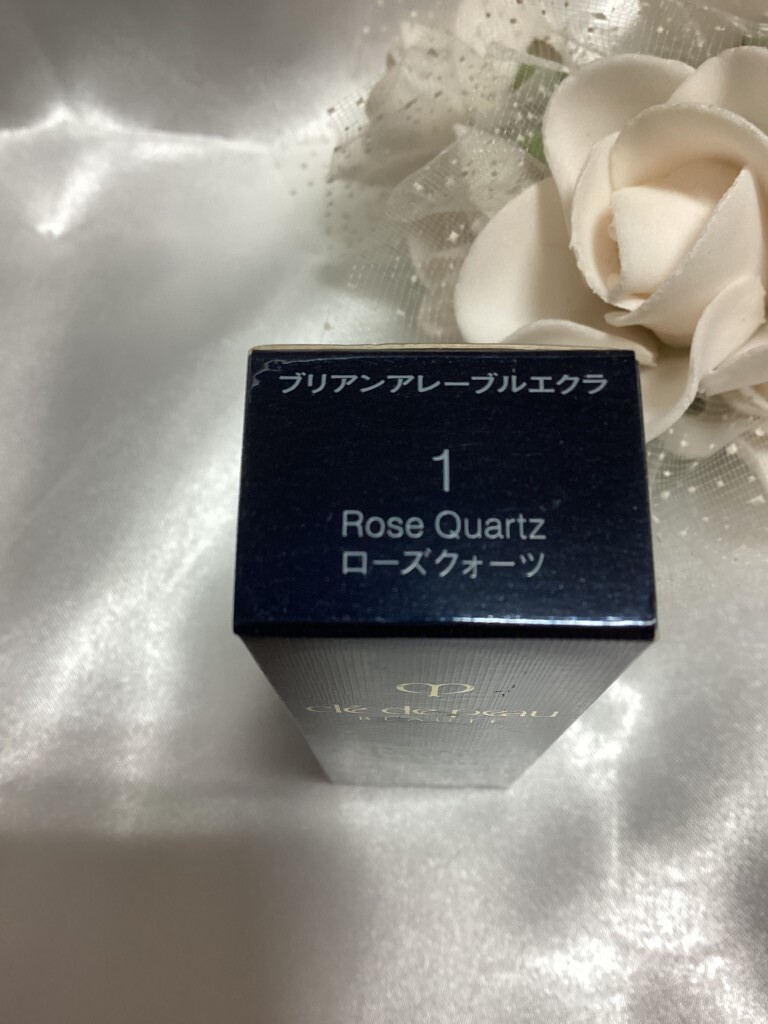 ブリアンアレーブルエクラ
1
Rose Quartz
ローズクォーツ
clé de peau
BEAUTÉ